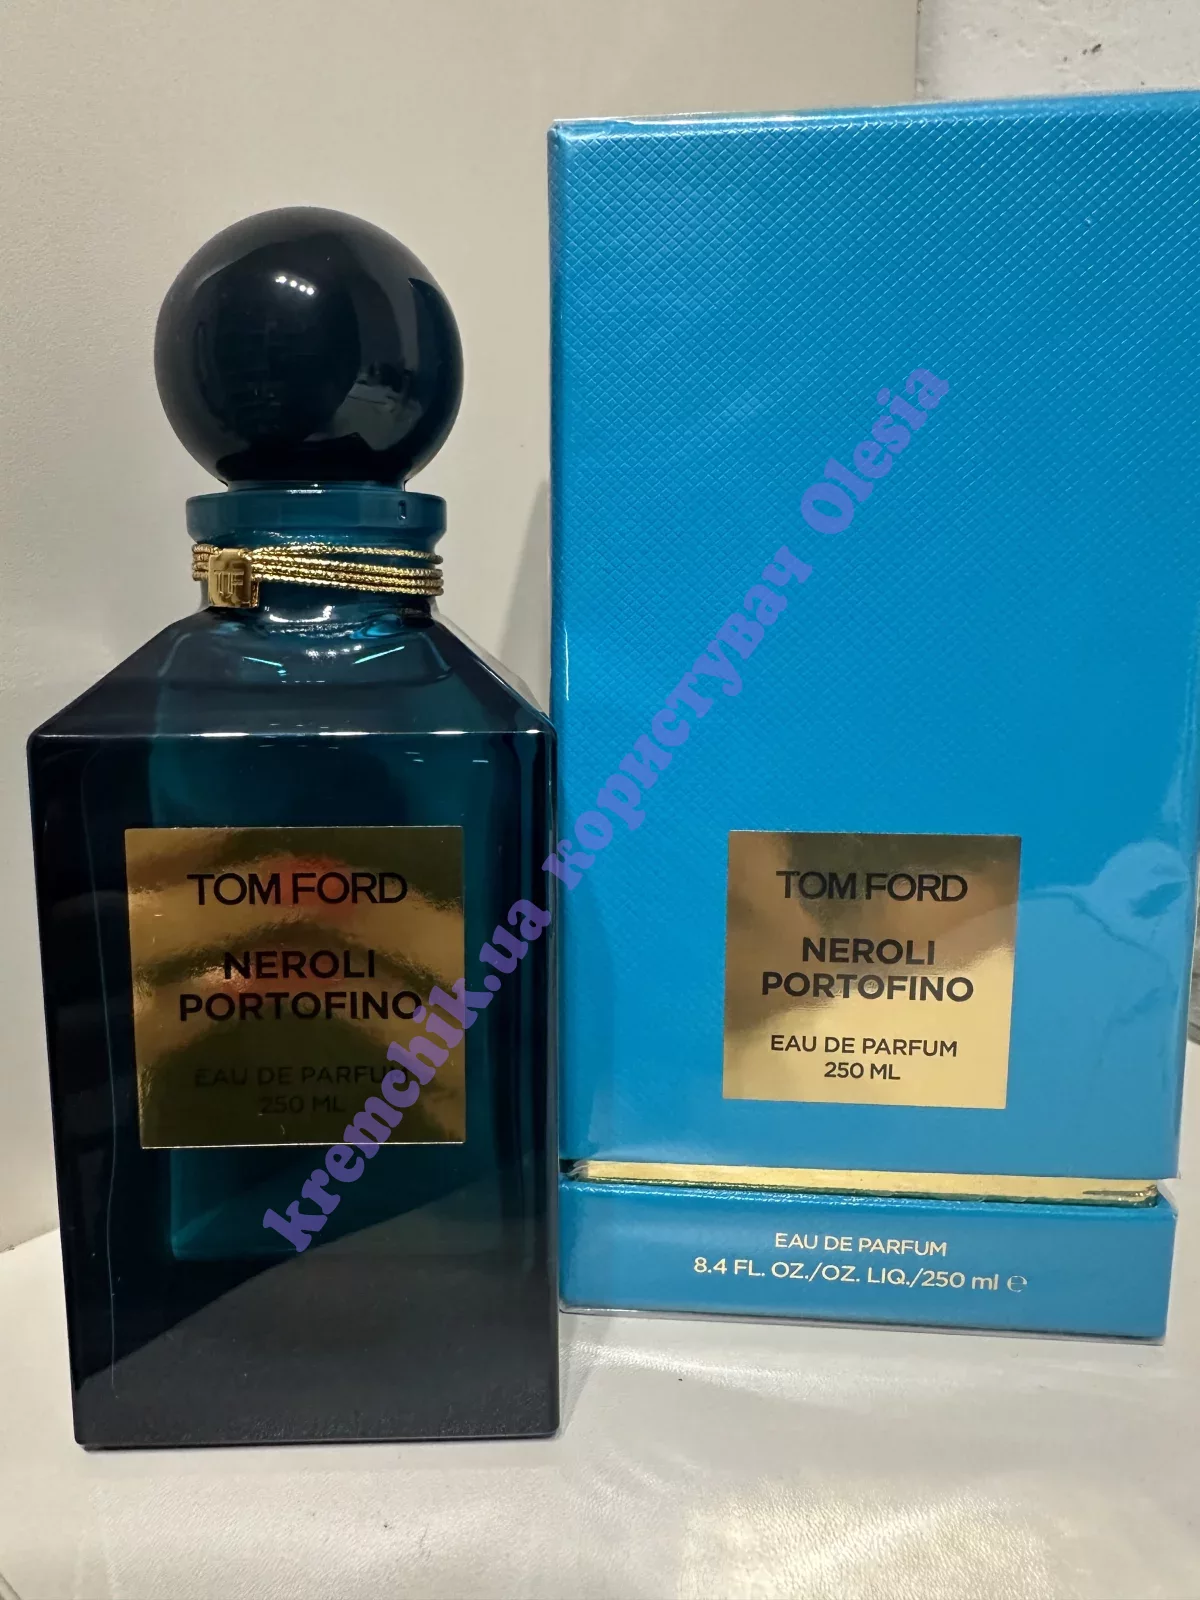 TF
TOM FORD
NEROLI
PORTOFINO
EAU DE PARFUM
250 ML
TOM FORD
NEROLI
PORTOFINO
EAU DE PARFUM
250 ML
EAU DE PARFUM
8.4 FL. OZ./OZ. LIQ./250 ml ℮
kremchik.ua Користувач Olesia